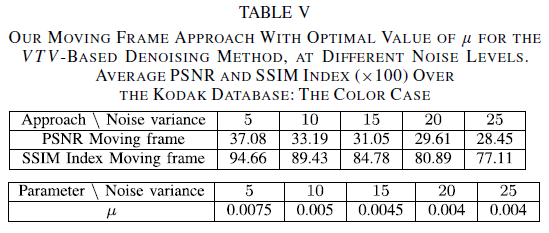 TABLE V
OUR MOVING FRAME APPROACH WITH OPTIMAL VALUE OF μ FOR THE
VTV-BASED DENOISING METHOD, AT DIFFERENT NOISE LEVELS.
AVERAGE PSNR AND SSIM INDEX (×100) OVER
THE KODAK DATABASE: THE COLOR CASE
Approach \ Noise variance 5 10 15 20 25
PSNR Moving frame 37.08 33.19 31.05 29.61 28.45
SSIM Index Moving frame 94.66 89.43 84.78 80.89 77.11
Parameter \ Noise variance 5 10 15 20 25
μ 0.0075 0.005 0.0045 0.004 0.004